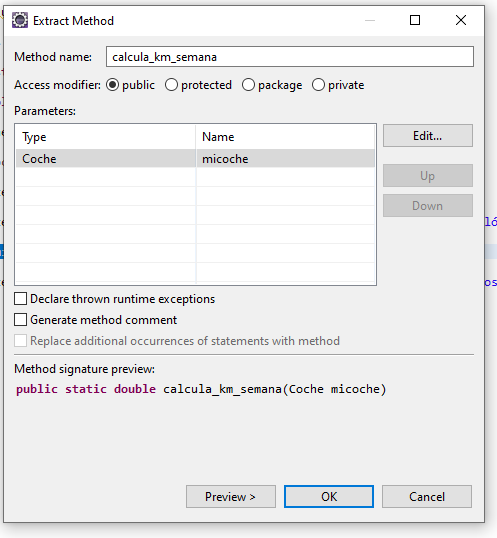 Extract Method
Method name: calcula_km_semana
Access modifier: public protected package private
Parameters:
Type Name Edit...
Coche micoche
Up
Down
Declare thrown runtime exceptions
Generate method comment
Replace additional occurrences of statements with method
Method signature preview:
public static double calcula_km_semana(Coche micoche)
Preview > OK Cancel